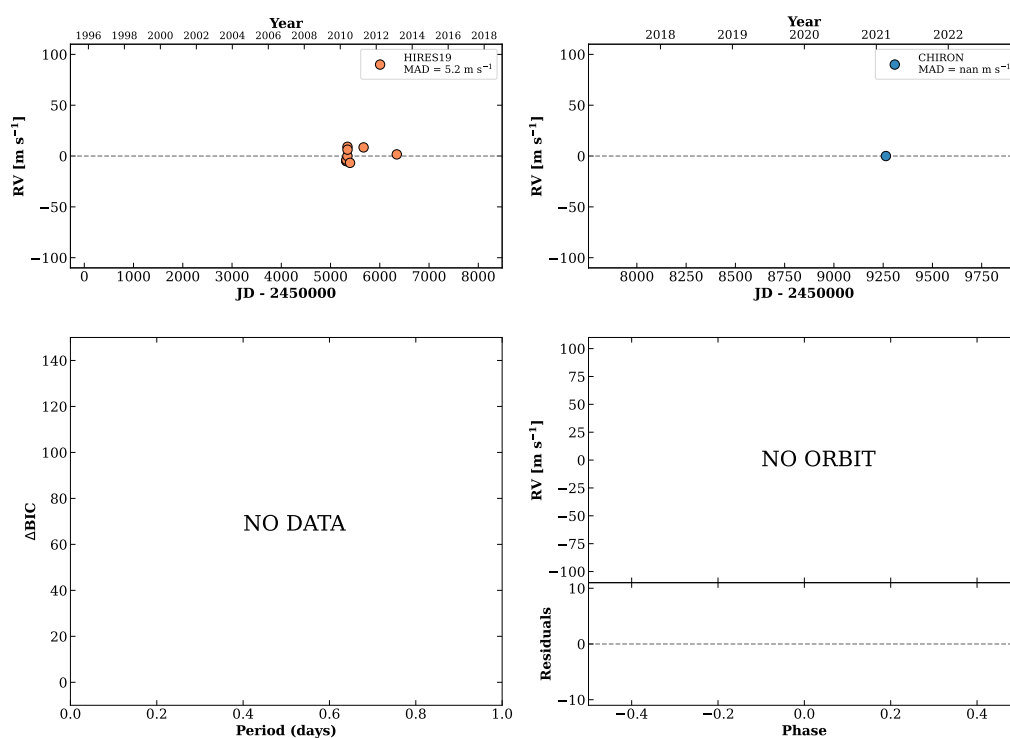 Year
1996 1998 2000 2002 2004 2006 2008 2010 2012 2014 2016 2018
HIRES19
MAD = 5.2 m s⁻¹
100
50
0
−50
−100
RV [m s⁻¹]
0 1000 2000 3000 4000 5000 6000 7000 8000
JD - 2450000
Year
2018 2019 2020 2021 2022
CHIRON
MAD = nan m s⁻¹
100
50
0
−50
−100
RV [m s⁻¹]
8000 8250 8500 8750 9000 9250 9500 9750
JD - 2450000
140
120
100
80
60
40
20
0
ΔBIC
NO DATA
0.0 0.2 0.4 0.6 0.8 1.0
Period (days)
100
75
50
25
0
−25
−50
−75
−100
RV [m s⁻¹]
NO ORBIT
10
0
−10
Residuals
−0.4 −0.2 0.0 0.2 0.4
Phase